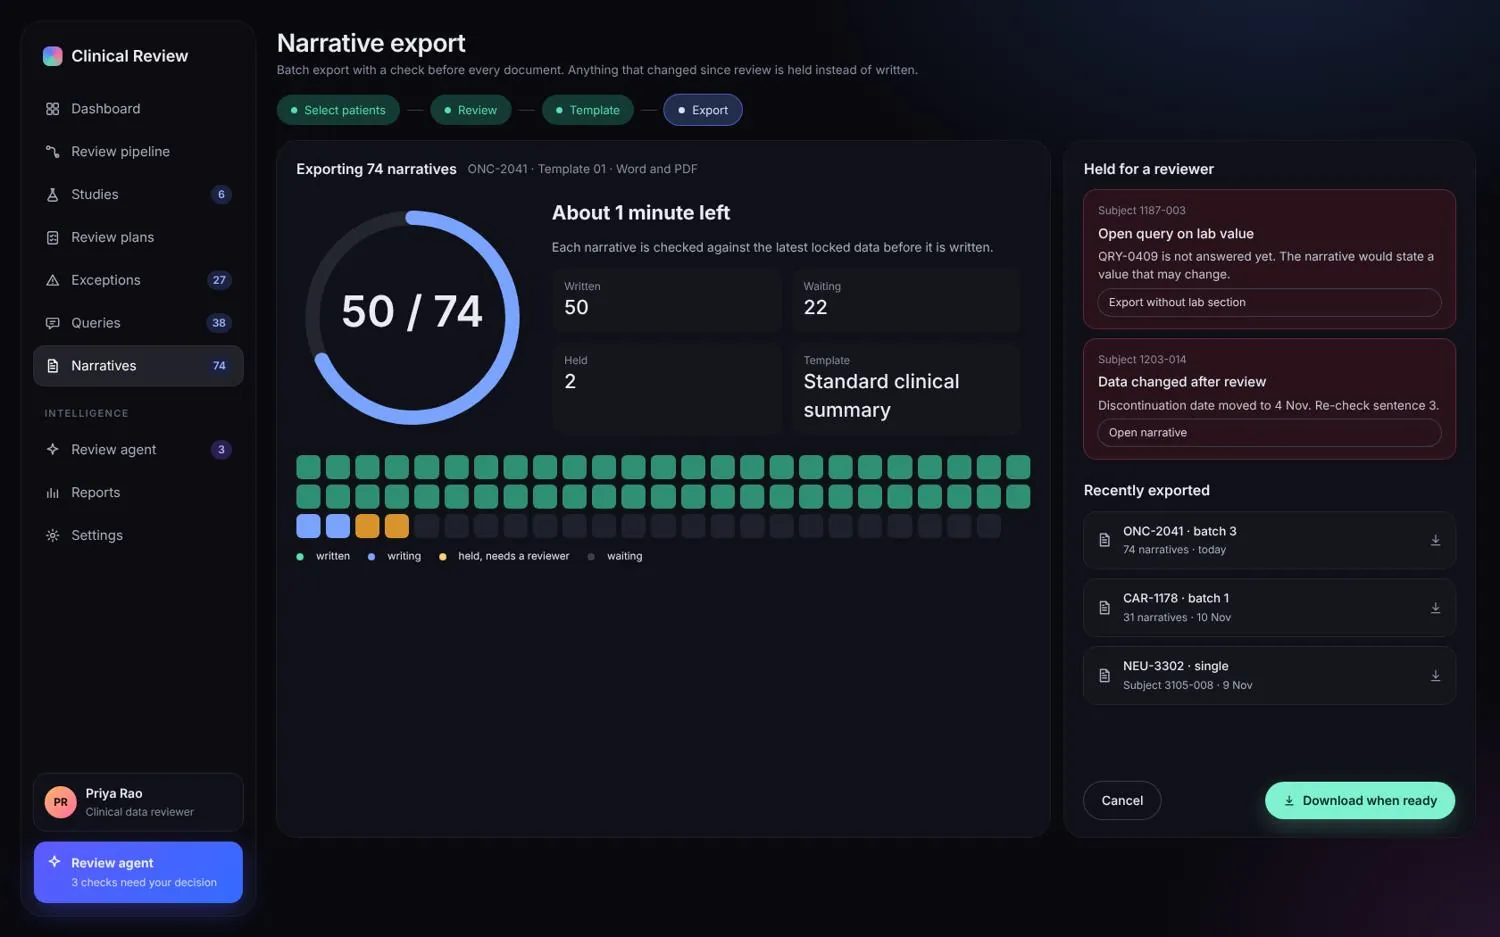 Clinical Review
Dashboard
Review pipeline
Studies 6
Review plans
Exceptions 27
Queries 38
Narratives 74
INTELLIGENCE
Review agent 3
Reports
Settings
PR
Priya Rao
Clinical data reviewer
Review agent
3 checks need your decision
Narrative export
Batch export with a check before every document. Anything that changed since review is held instead of written.
Select patients
Review
Template
Export
Exporting 74 narratives ONC-2041 · Template 01 · Word and PDF
50 / 74
About 1 minute left
Each narrative is checked against the latest locked data before it is written.
Written
50
Waiting
22
Held
2
Template
Standard clinical
summary
written
writing
held, needs a reviewer
waiting
Held for a reviewer
Subject 1187-003
Open query on lab value
QRY-0409 is not answered yet. The narrative would state a
value that may change.
Export without lab section
Subject 1203-014
Data changed after review
Discontinuation date moved to 4 Nov. Re-check sentence 3.
Open narrative
Recently exported
ONC-2041 · batch 3
74 narratives · today
CAR-1178 · batch 1
31 narratives · 10 Nov
NEU-3302 · single
Subject 3105-008 · 9 Nov
Cancel
Download when ready